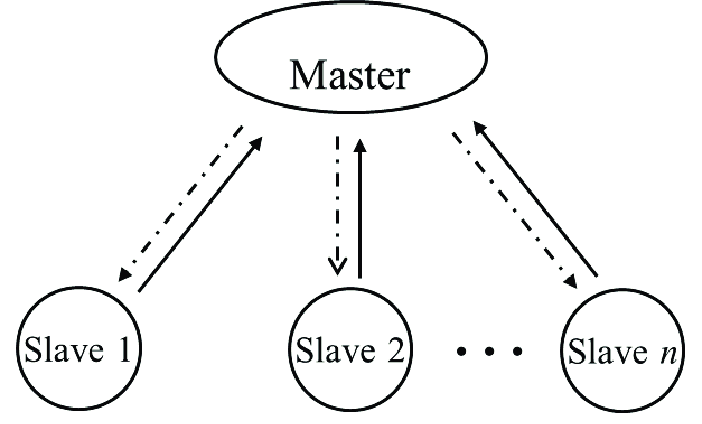 Master
Slave 1
Slave 2
• • •
Slave n